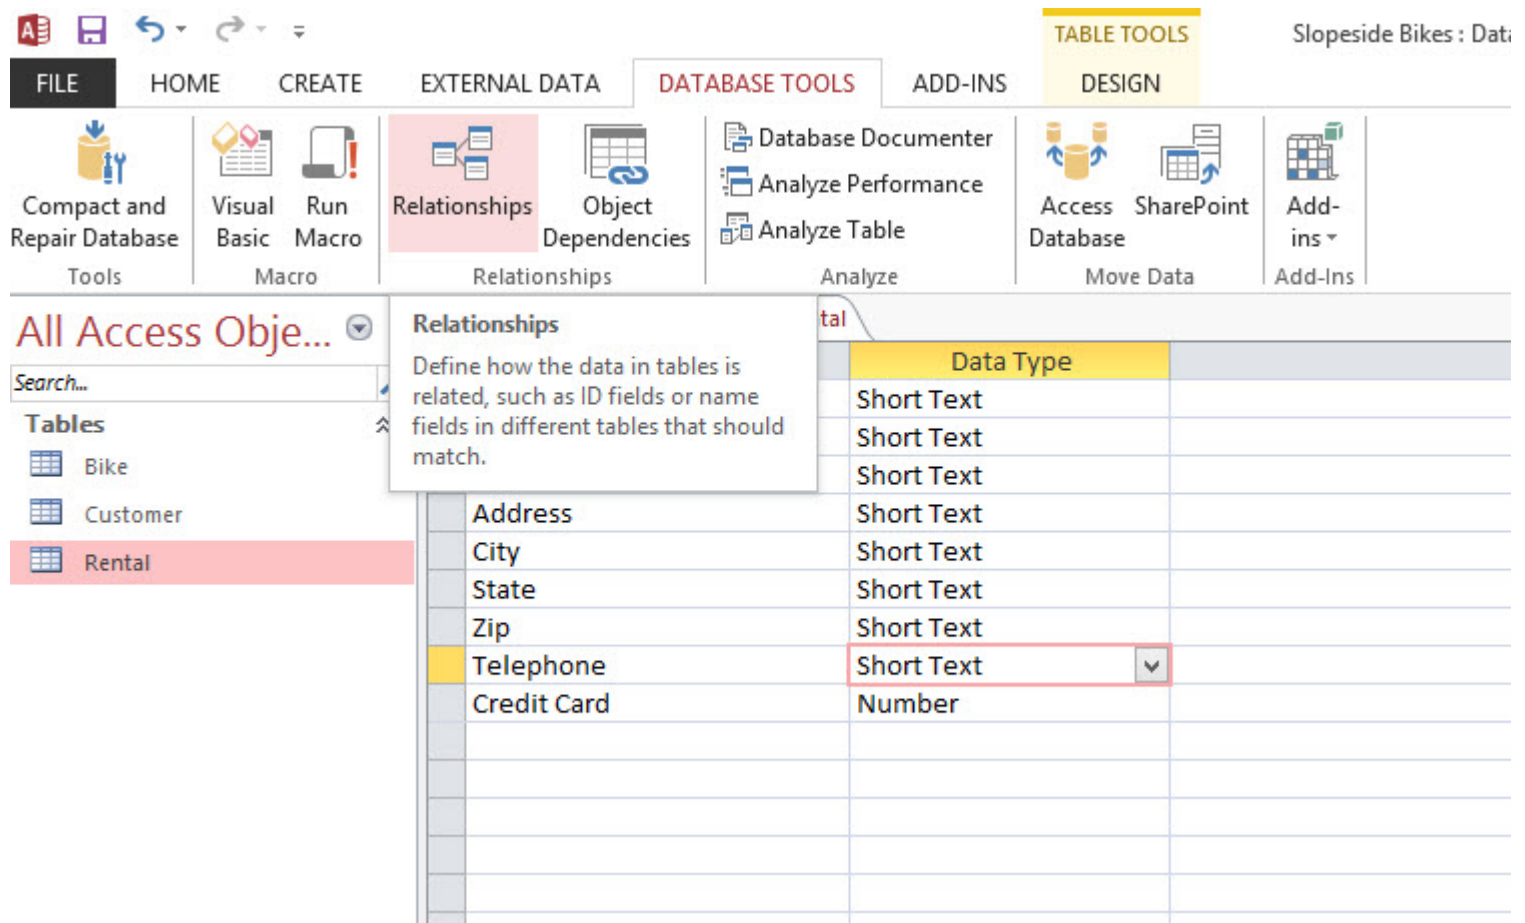 TABLE TOOLS
Slopeside Bikes : Data
FILE
HOME
CREATE
EXTERNAL DATA
DATABASE TOOLS
ADD-INS
DESIGN
Compact and
Repair Database
Visual
Basic
Run
Macro
Relationships
Object
Dependencies
Database Documenter
Analyze Performance
Analyze Table
Access
Database
SharePoint
Add-
ins
Tools
Macro
Relationships
Analyze
Move Data
Add-Ins
All Access Obje...
Search...
Tables
Bike
Customer
Rental
Relationships
Define how the data in tables is
related, such as ID fields or name
fields in different tables that should
match.
tal
Data Type
Short Text
Short Text
Short Text
Address Short Text
City Short Text
State Short Text
Zip Short Text
Telephone Short Text
Credit Card Number